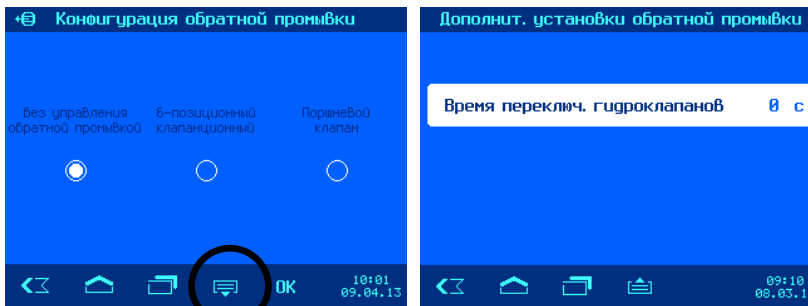 Конфигурация обратной промывки
без управления
обратной промывкой
6-позиционный
клапанционный
Поршневой
клапан
OK
10:01
09.04.13
Дополнит. установки обратной промывки
Время переключ. гидроклапанов 0 с
09:10